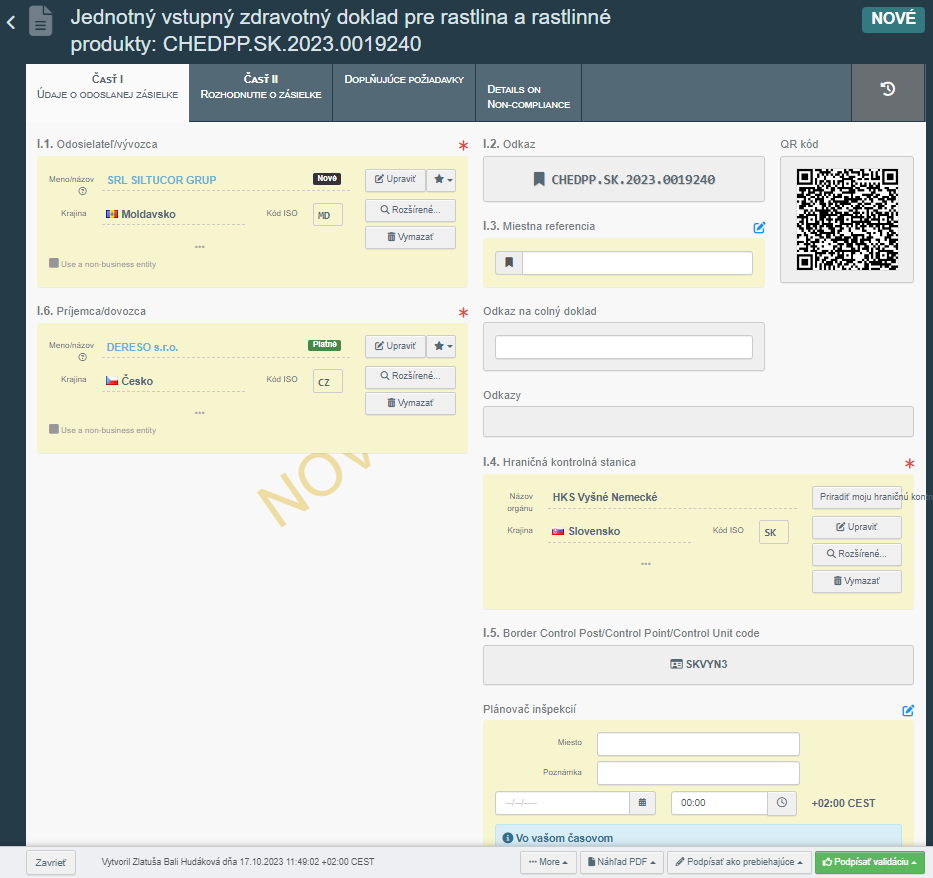 Jednotný vstupný zdravotný doklad pre rastlina a rastlinné
produkty: CHEDPP.SK.2023.0019240
NOVÉ
Časť I
Údaje o odoslanej zásielke
Časť II
Rozhodnutie o zásielke
Doplňujúce požiadavky
Details on
Non-compliance
I.1. Odosielateľ/vývozca
Meno/názov
SRL SILTUCOR GRUP
Nové
Upraviť
Krajina
Moldavsko
Kód ISO
MD
Rozšírené...
Vymazať
Use a non-business entity
I.6. Príjemca/dovozca
Meno/názov
DERESO s.r.o.
Platné
Upraviť
Krajina
Česko
Kód ISO
CZ
Rozšírené...
Vymazať
Use a non-business entity
I.2. Odkaz
CHEDPP.SK.2023.0019240
QR kód
I.3. Miestna referencia
Odkaz na colný doklad
Odkazy
I.4. Hraničná kontrolná stanica
Názov
orgánu
HKS Vyšné Nemecké
Priradiť moju hraničnú kon
Krajina
Slovensko
Kód ISO
SK
Upraviť
Rozšírené...
Vymazať
I.5. Border Control Post/Control Point/Control Unit code
SKVYN3
Plánovač inšpekcií
Miesto
Poznámka
--/--/----
00:00
+02:00 CEST
Vo vašom časovom
Zavrieť
Vytvoril Zlatuša Bali Hudáková dňa 17.10.2023 11:49:02 +02:00 CEST
More
Náhľad PDF
Podpísať ako prebiehajúce
Podpísať validáciu